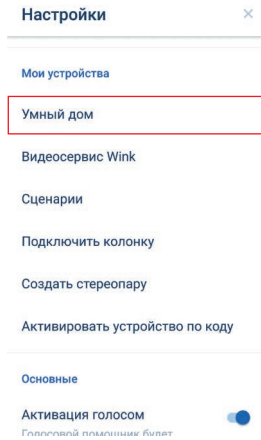 Настройки
Мои устройства
Умный дом
Видеосервис Wink
Сценарии
Подключить колонку
Создать стереопару
Активировать устройство по коду
Основные
Активация голосом
Голосовой помощник будет